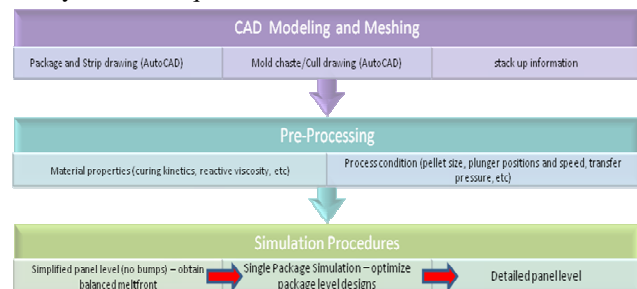 CAD Modeling and Meshing
Package and Strip drawing (AutoCAD)
Mold chaste/Cull drawing (AutoCAD)
stack up information
Pre-Processing
Material properties (curing kinetics, reactive viscosity, etc)
Process condition (pellet size, plunger positions and speed, transfer
pressure, etc)
Simulation Procedures
Simplified panel level (no bumps) – obtain
balanced meltfront
Single Package Simulation – optimize
package level designs
Detailed panel level